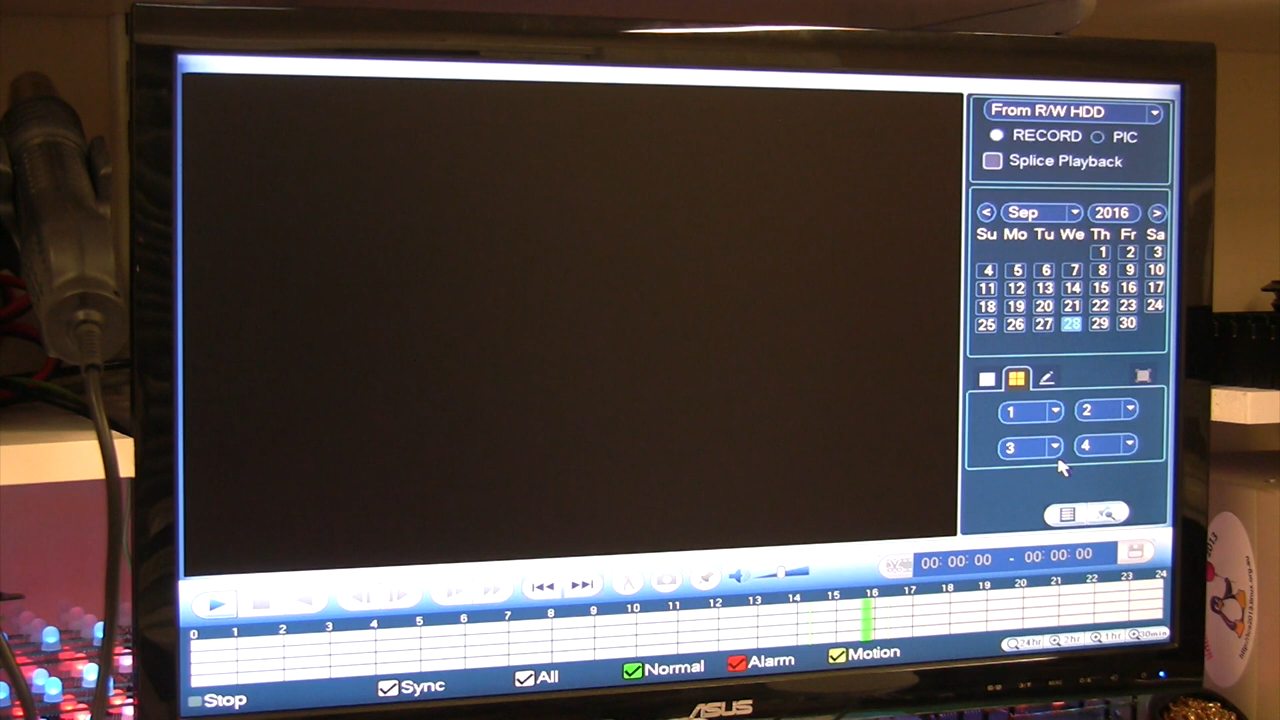 From R/W HDD
RECORD PIC
Splice Playback
< Sep 2016 >
Su Mo Tu We Th Fr Sa
1 2 3
4 5 6 7 8 9 10
11 12 13 14 15 16 17
18 19 20 21 22 23 24
25 26 27 28 29 30
1 2
3 4
00:00:00 - 00:00:00
0 1 2 3 4 5 6 7 8 9 10 11 12 13 14 15 16 17 18 19 20 21 22 23 24
24hr 2hr 1hr 30min
Sync All Normal Alarm Motion
Stop
ASUS